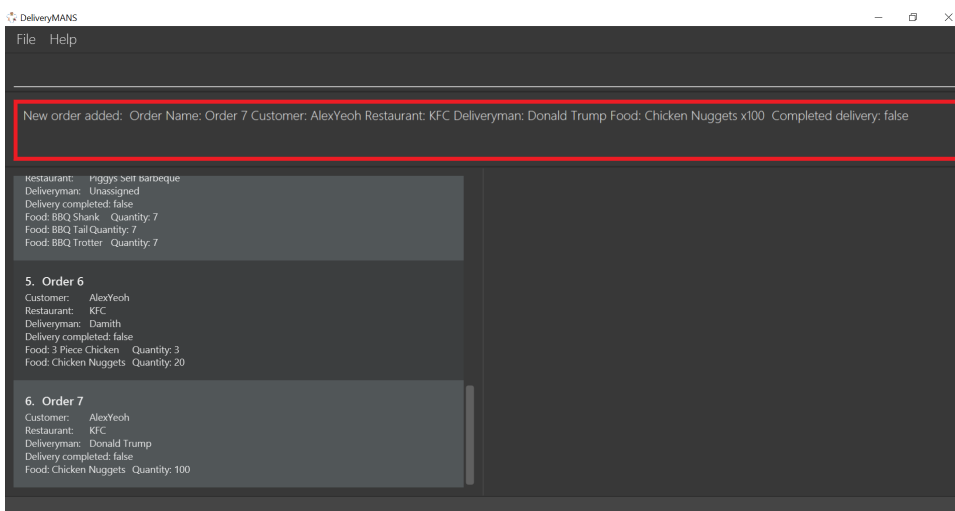 DeliveryMANS
File Help
New order added: Order Name: Order 7 Customer: AlexYeoh Restaurant: KFC Deliveryman: Donald Trump Food: Chicken Nuggets x100 Completed delivery: false
Restaurant: Piggys Self Barbeque
Deliveryman: Unassigned
Delivery completed: false
Food: BBQ Shank Quantity: 7
Food: BBQ Tail Quantity: 7
Food: BBQ Trotter Quantity: 7
5. Order 6
Customer: AlexYeoh
Restaurant: KFC
Deliveryman: Damith
Delivery completed: false
Food: 3 Piece Chicken Quantity: 3
Food: Chicken Nuggets Quantity: 20
6. Order 7
Customer: AlexYeoh
Restaurant: KFC
Deliveryman: Donald Trump
Delivery completed: false
Food: Chicken Nuggets Quantity: 100